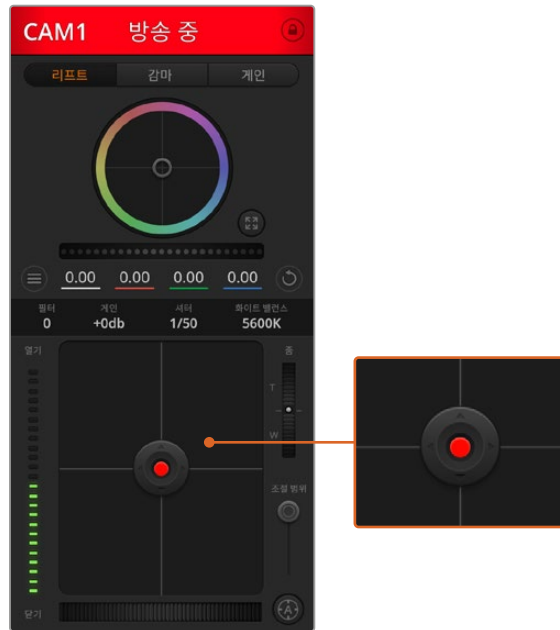 CAM1 방송 중
리프트 감마 게인
0.00 0.00 0.00 0.00
필터 게인 셔터 화이트 밸런스
0 +0db 1/50 5600K
열기 줌
T
W
조절 범위
닫기 A